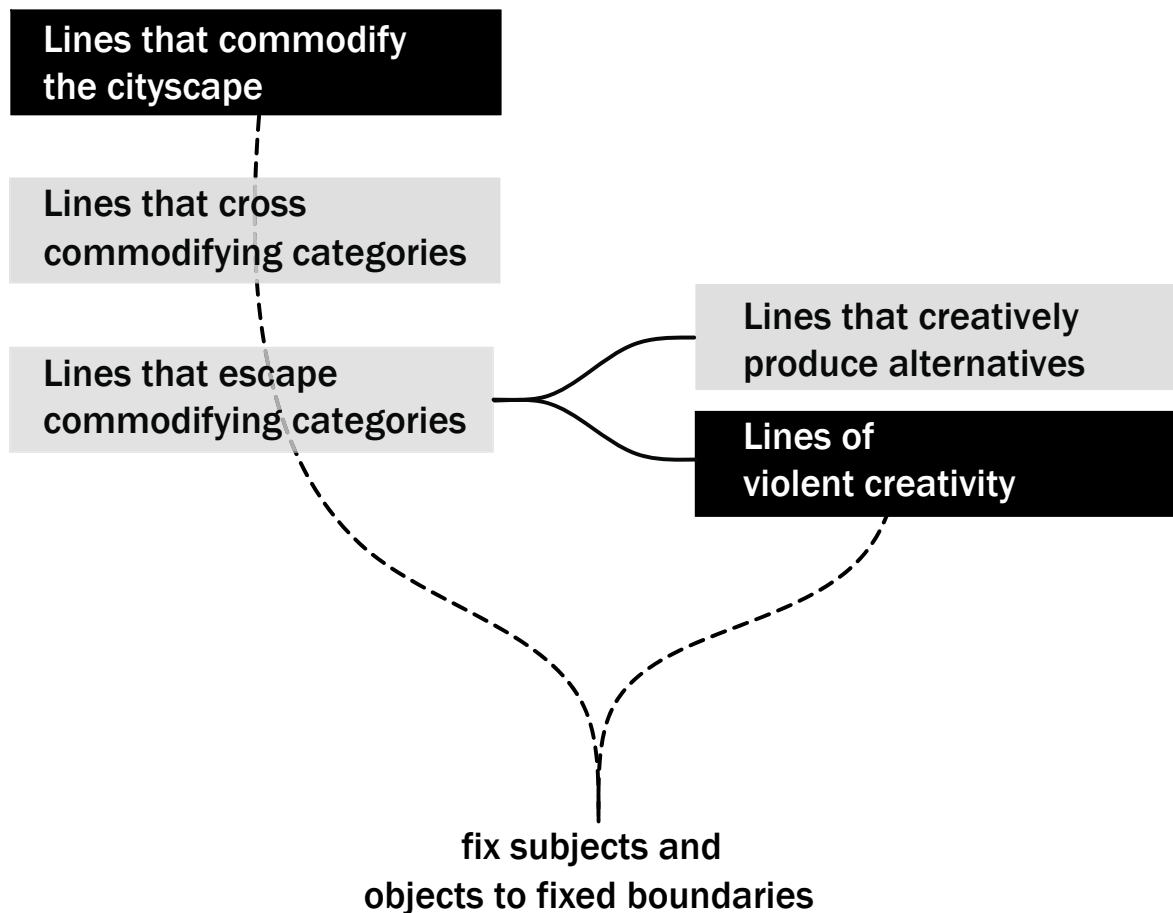 Lines that commodify
the cityscape
Lines that cross
commodifying categories
Lines that escape
commodifying categories
Lines that creatively
produce alternatives
Lines of
violent creativity
fix subjects and
objects to fixed boundaries